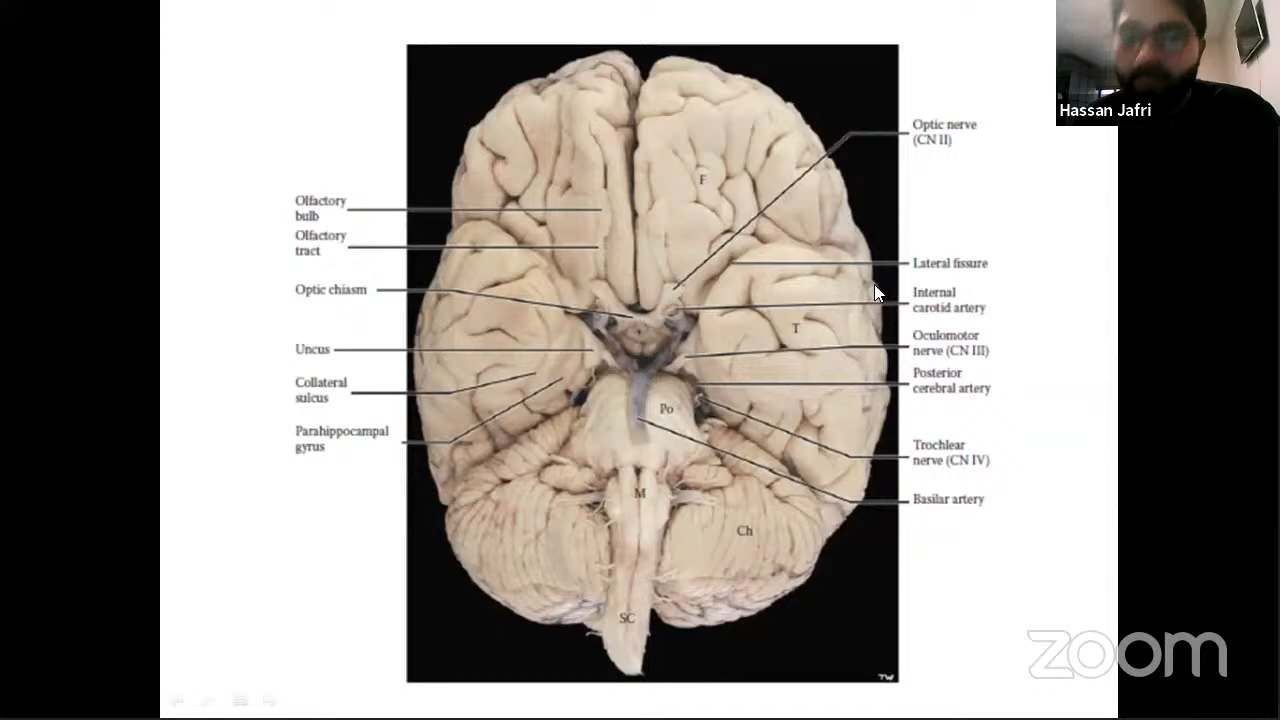 Hassan Jafri
Optic nerve
(CN II)
F
Olfactory
bulb
Olfactory
tract
Lateral fissure
Optic chiasm
Internal
carotid artery
T
Oculomotor
nerve (CN III)
Uncus
Posterior
cerebral artery
Collateral
sulcus
Po
Parahippocampal
gyrus
Trochlear
nerve (CN IV)
M
Basilar artery
Ch
SC
zoom
TW